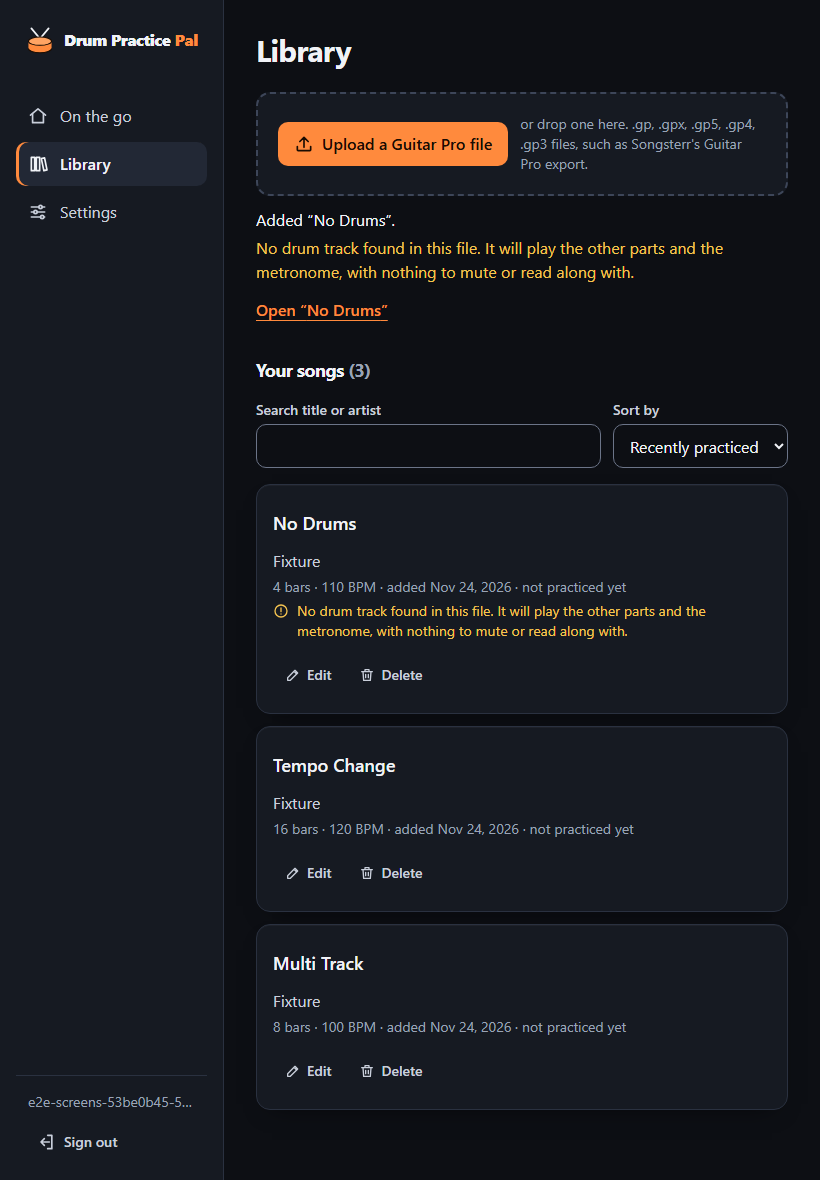 Drum Practice Pal
On the go
Library
Settings
e2e-screens-53be0b45-5...
Sign out
Library
Upload a Guitar Pro file
or drop one here. .gp, .gpx, .gp5, .gp4,
.gp3 files, such as Songsterr's Guitar
Pro export.
Added “No Drums”.
No drum track found in this file. It will play the other parts and the
metronome, with nothing to mute or read along with.
Open “No Drums”
Your songs (3)
Search title or artist
Sort by
Recently practiced
No Drums
Fixture
4 bars · 110 BPM · added Nov 24, 2026 · not practiced yet
No drum track found in this file. It will play the other parts and the
metronome, with nothing to mute or read along with.
Edit Delete
Tempo Change
Fixture
16 bars · 120 BPM · added Nov 24, 2026 · not practiced yet
Edit Delete
Multi Track
Fixture
8 bars · 100 BPM · added Nov 24, 2026 · not practiced yet
Edit Delete